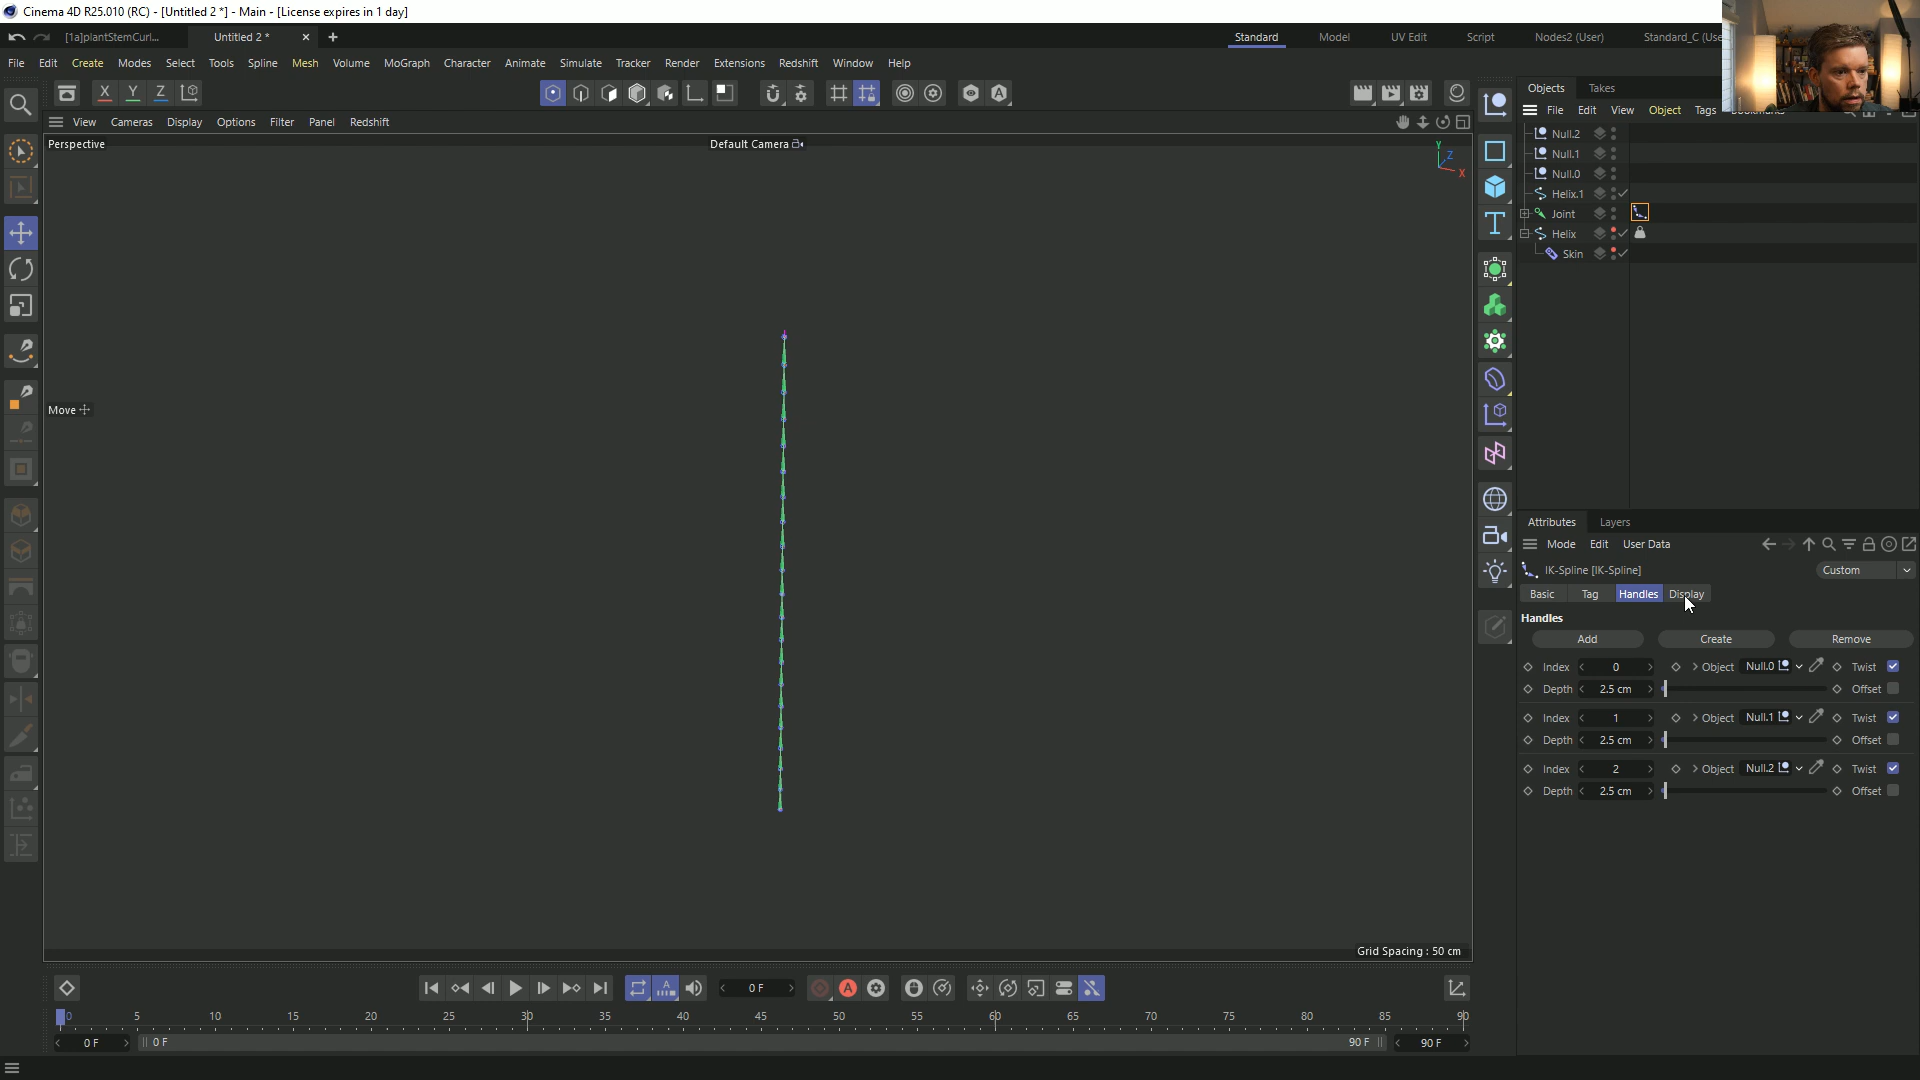 Cinema 4D R25.010 (RC) - [Untitled 2 *] - Main - [License expires in 1 day]
[1a]plantStemCurl...
Untitled 2 *
Standard
Model
UV Edit
Script
Nodes2 (User)
Standard_C (Use
File Edit Create Modes Select Tools Spline Mesh Volume MoGraph Character Animate Simulate Tracker Render Extensions Redshift Window Help
X Y Z
Objects Takes
File Edit View Object Tags
View Cameras Display Options Filter Panel Redshift
Perspective
Default Camera
Y
Z
X
Null.2
Null.1
Null.0
Helix.1
Joint
Helix
Skin
Move
Attributes Layers
Mode Edit User Data
IK-Spline [IK-Spline]
Custom
Basic Tag Handles Display
Handles
Add Create Remove
Index 0 Object Null.0 Twist
Depth 2.5 cm Offset
Index 1 Object Null.1 Twist
Depth 2.5 cm Offset
Index 2 Object Null.2 Twist
Depth 2.5 cm Offset
Grid Spacing : 50 cm
0 F
0 5 10 15 20 25 30 35 40 45 50 55 60 65 70 75 80 85 90
0 F 0 F 90 F 90 F